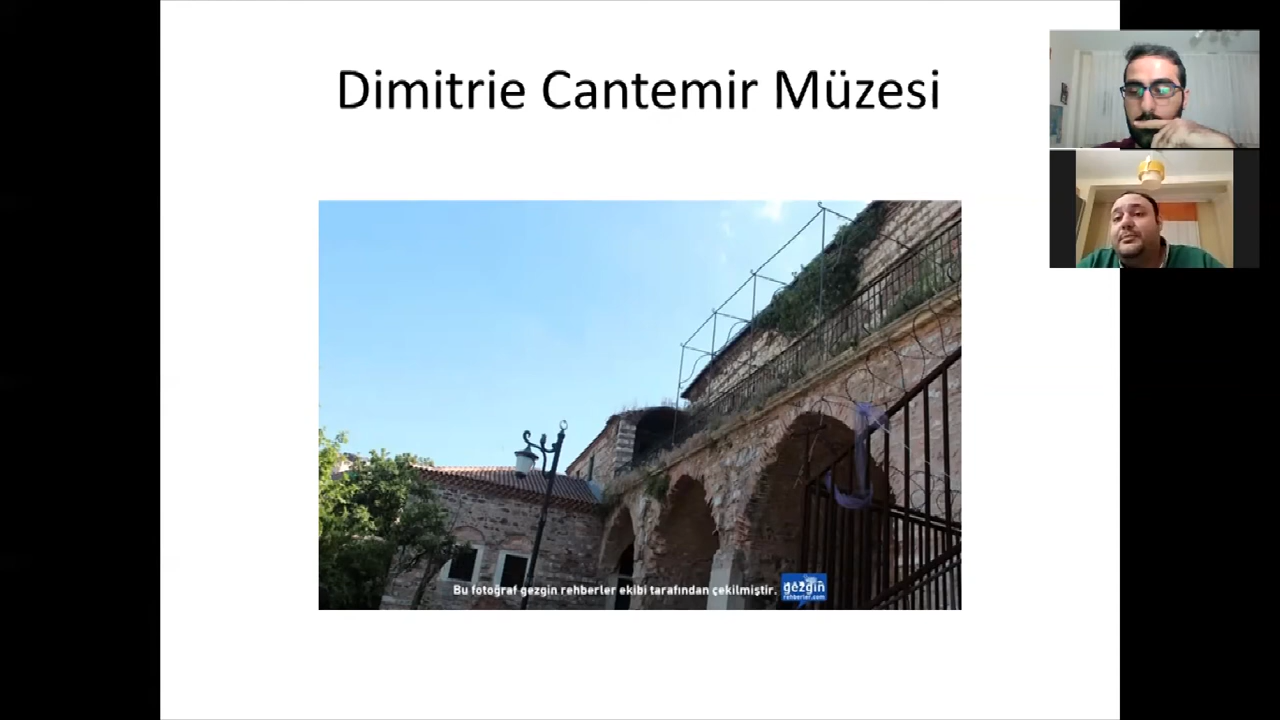 Dimitrie Cantemir Müzesi
Bu fotoğraf gezgin rehberler ekibi tarafından çekilmiştir.
gezgin
rehberler.com